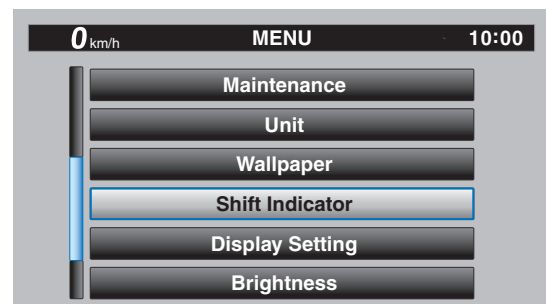 0 km/h MENU 10:00
Maintenance
Unit
Wallpaper
Shift Indicator
Display Setting
Brightness